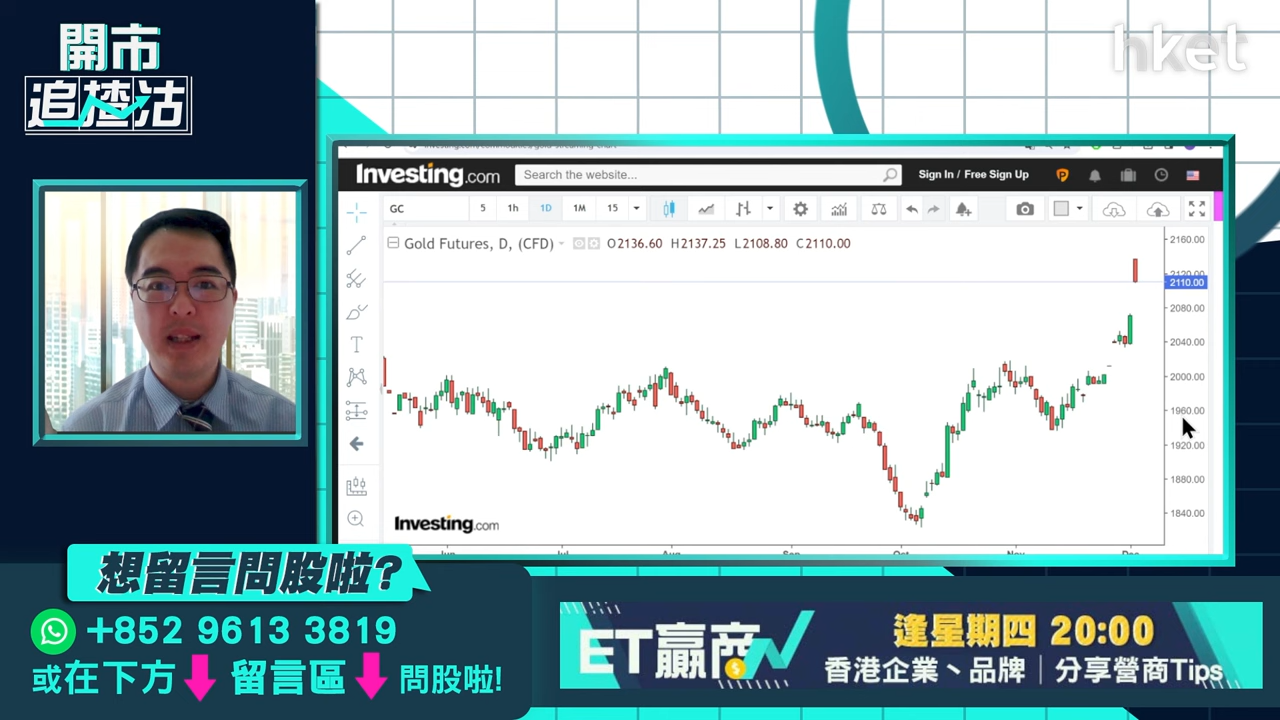 開市
追揸沽
hket
Investing.com
Search the website...
Sign In / Free Sign Up
GC
5
1h
1D
1M
15
Gold Futures, D, (CFD)
O2136.60 H2137.25 L2108.80 C2110.00
2160.00
2120.00
2110.00
2080.00
2040.00
2000.00
1960.00
1920.00
1880.00
1840.00
Investing.com
Jun
Jul
Aug
Sep
Oct
Nov
Dec
想留言問股啦?
+852 9613 3819
或在下方 留言區 問股啦!
ET贏商
逢星期四 20:00
香港企業、品牌｜分享營商Tips